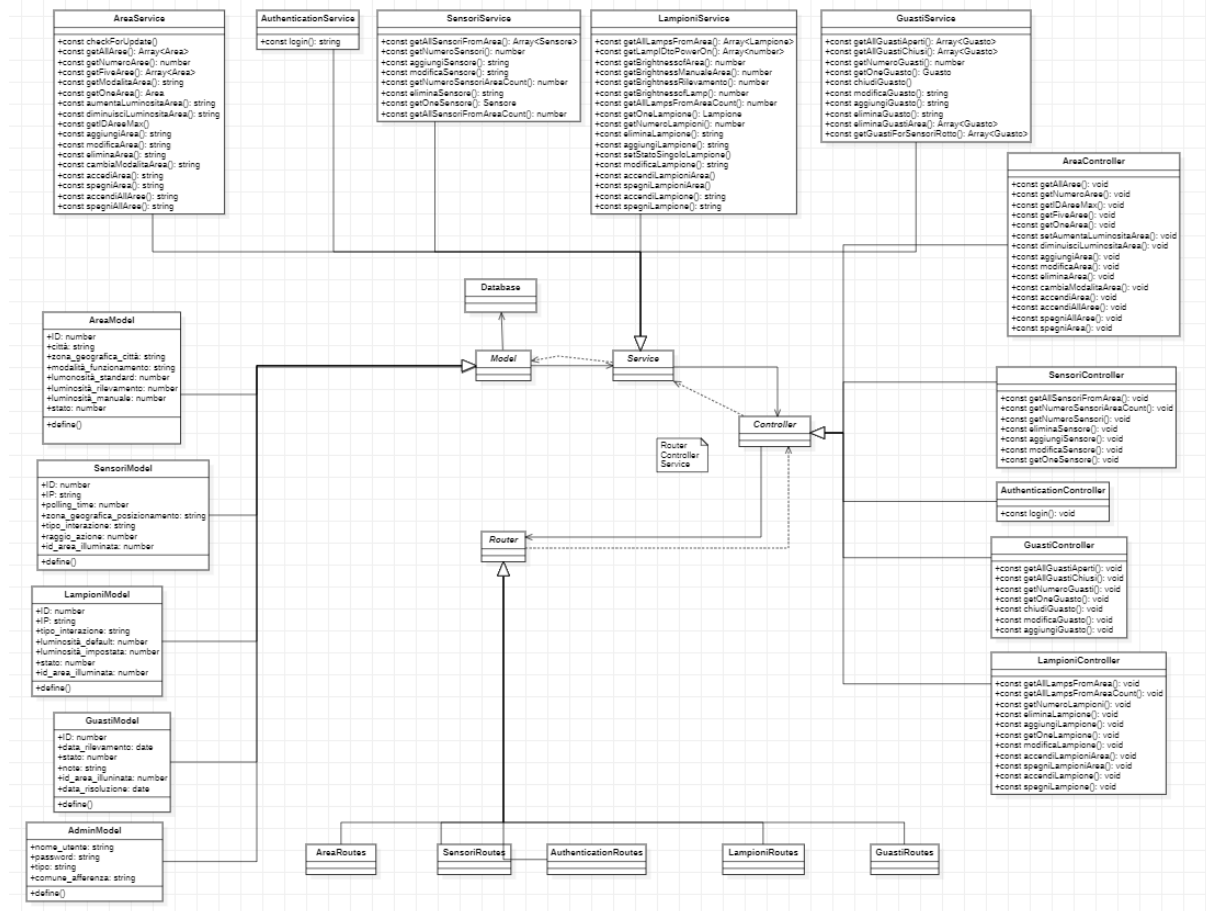 AreaService
+const checkForUpdate()
+const getAllAree(): Array<Area>
+const getNumeroAree(): number
+const getFiveAree(): Array<Area>
+const getModalitaArea(): string
+const getOneArea(): Area
+const aumentaLuminositaArea(): string
+const diminuisciLuminositaArea(): string
+const getIDAreeMax()
+const aggiungiArea(): string
+const modificaArea(): string
+const eliminaArea(): string
+const cambiaModalitaArea(): string
+const accediArea(): string
+const spegniArea(): string
+const accendiAllAree(): string
+const spegniAllAree(): string
AuthenticationService
+const login(): string
SensoriService
+const getAllSensoriFromArea(): Array<Sensore>
+const getNumeroSensori(): number
+const aggiungiSensore(): string
+const modificaSensore(): string
+const getNumeroSensoriAreaCount(): number
+const eliminaSensore(): string
+const getOneSensore(): Sensore
+const getAllSensoriFromAreaCount(): number
LampioniService
+const getAllLampsFromArea(): Array<Lampione>
+const getLampIDtoPowerOn(): Array<number>
+const getBrightnessofArea(): number
+const getBrightnessManualeArea(): number
+const getBrightnessRilevamento(): number
+const getBrightnessofLamp(): number
+const getAllLampsFromAreaCount(): number
+const getOneLampione(): Lampione
+const getNumeroLampioni(): number
+const eliminaLampione(): string
+const aggiungiLampione(): string
+const setStatoSingoloLampione()
+const modificaLampione(): string
+const accendiLampioniArea()
+const spegniLampioniArea()
+const accendiLampione(): string
+const spegniLampione(): string
GuastiService
+const getAllGuastiAperti(): Array<Guasto>
+const getAllGuastiChiusi(): Array<Guasto>
+const getNumeroGuasti(): number
+const getOneGuasto(): Guasto
+const chiudiGuasto()
+const modificaGuasto(): string
+const aggiungiGuasto(): string
+const eliminaGuasto(): string
+const eliminaGuastiArea(): Array<Guasto>
+const getGuastiForSensoriRotto(): Array<Guasto>
AreaController
+const getAllAree(): void
+const getNumeroAree(): void
+const getIDAreeMax(): void
+const getFiveAree(): void
+const getOneArea(): void
+const setAumentaLuminositaArea(): void
+const diminuisciLuminositaArea(): void
+const aggiungiArea(): void
+const modificaArea(): void
+const eliminaArea(): void
+const cambiaModalitaArea(): void
+const accendiArea(): void
+const accendiAllAree(): void
+const spegniAllAree(): void
+const spegniArea(): void
Database
Model
Service
Controller
Router
Controller
Service
Router
AreaModel
+ID: number
+città: string
+zona_geografica_città: string
+modalità_funzionamento: string
+lumonosità_standard: number
+luminosità_rilevamento: number
+luminosità_manuale: number
+stato: number
+define()
SensoriModel
+ID: number
+IP: string
+polling_time: number
+zona_geografica_posizionamento: string
+tipo_interazione: string
+raggio_azione: number
+id_area_illuminata: number
+define()
LampioniModel
+ID: number
+IP: string
+tipo_interazione: string
+luminosità_default: number
+luminosità_impostata: number
+stato: number
+id_area_illuminata: number
+define()
GuastiModel
+ID: number
+data_rilevamento: date
+stato: number
+note: string
+id_area_illuninata: number
+data_risoluzione: date
+define()
AdminModel
+nome_utente: string
+password: string
+tipo: string
+comune_afferenza: string
+define()
SensoriController
+const getAllSensoriFromArea(): void
+const getNumeroSensoriAreaCount(): void
+const getNumeroSensori(): void
+const eliminaSensore(): void
+const aggiungiSensore(): void
+const modificaSensore(): void
+const getOneSensore(): void
AuthenticationController
+const login(): void
GuastiController
+const getAllGuastiAperti(): void
+const getAllGuastiChiusi(): void
+const getNumeroGuasti(): void
+const getOneGuasto(): void
+const chiudiGuasto(): void
+const modificaGuasto(): void
+const aggiungiGuasto(): void
LampioniController
+const getAllLampsFromArea(): void
+const getAllLampsFromAreaCount(): void
+const getNumeroLampioni(): void
+const eliminaLampione(): void
+const aggiungiLampione(): void
+const getOneLampione(): void
+const modificaLampione(): void
+const accendiLampioniArea(): void
+const spegniLampioniArea(): void
+const accendiLampione(): void
+const spegniLampione(): void
AreaRoutes
SensoriRoutes
AuthenticationRoutes
LampioniRoutes
GuastiRoutes